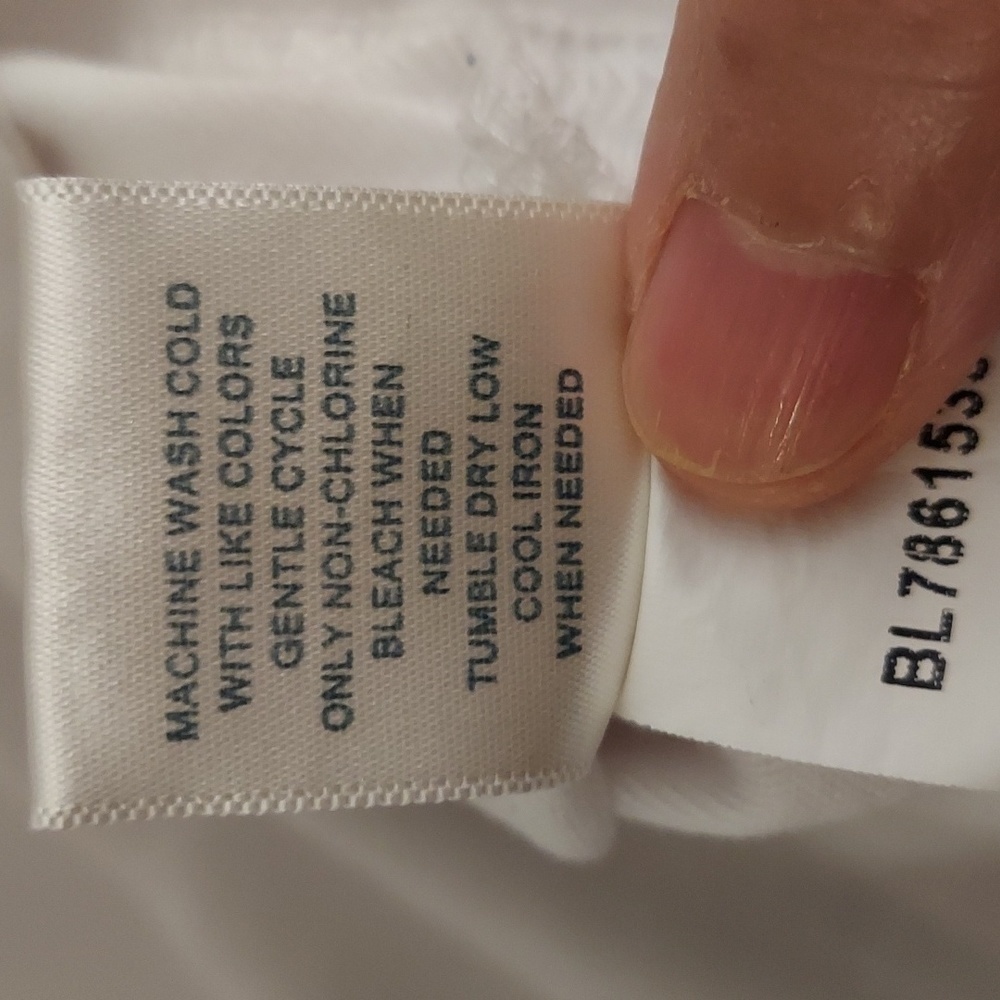 MACHINE WASH COLD
WITH LIKE COLORS
GENTLE CYCLE
ONLY NON-CHLORINE
BLEACH WHEN
NEEDED
TUMBLE DRY LOW
COOL IRON
WHEN NEEDED